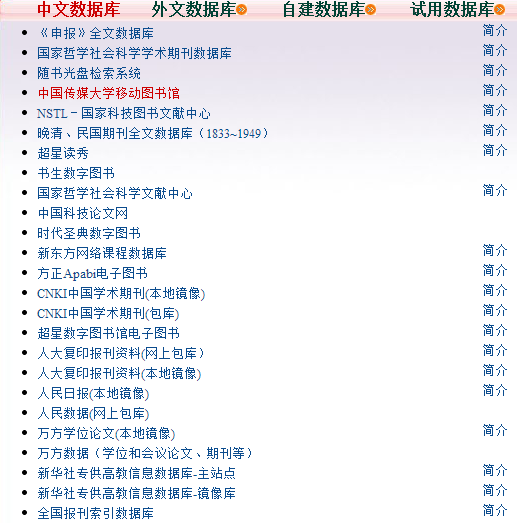 中文数据库 外文数据库 自建数据库 试用数据库
《申报》全文数据库 简介
国家哲学社会科学学术期刊数据库 简介
随书光盘检索系统 简介
中国传媒大学移动图书馆 简介
NSTL－国家科技图书文献中心 简介
晚清、民国期刊全文数据库（1833~1949） 简介
超星读秀 简介
书生数字图书
国家哲学社会科学文献中心 简介
中国科技论文网
时代圣典数字图书
新东方网络课程数据库 简介
方正Apabi电子图书 简介
CNKI中国学术期刊(本地镜像) 简介
CNKI中国学术期刊(包库) 简介
超星数字图书馆电子图书 简介
人大复印报刊资料(网上包库） 简介
人大复印报刊资料(本地镜像) 简介
人民日报(本地镜像) 简介
人民数据(网上包库)
万方学位论文(本地镜像) 简介
万方数据（学位和会议论文、期刊等）
新华社专供高教信息数据库-主站点 简介
新华社专供高教信息数据库-镜像库 简介
全国报刊索引数据库 简介